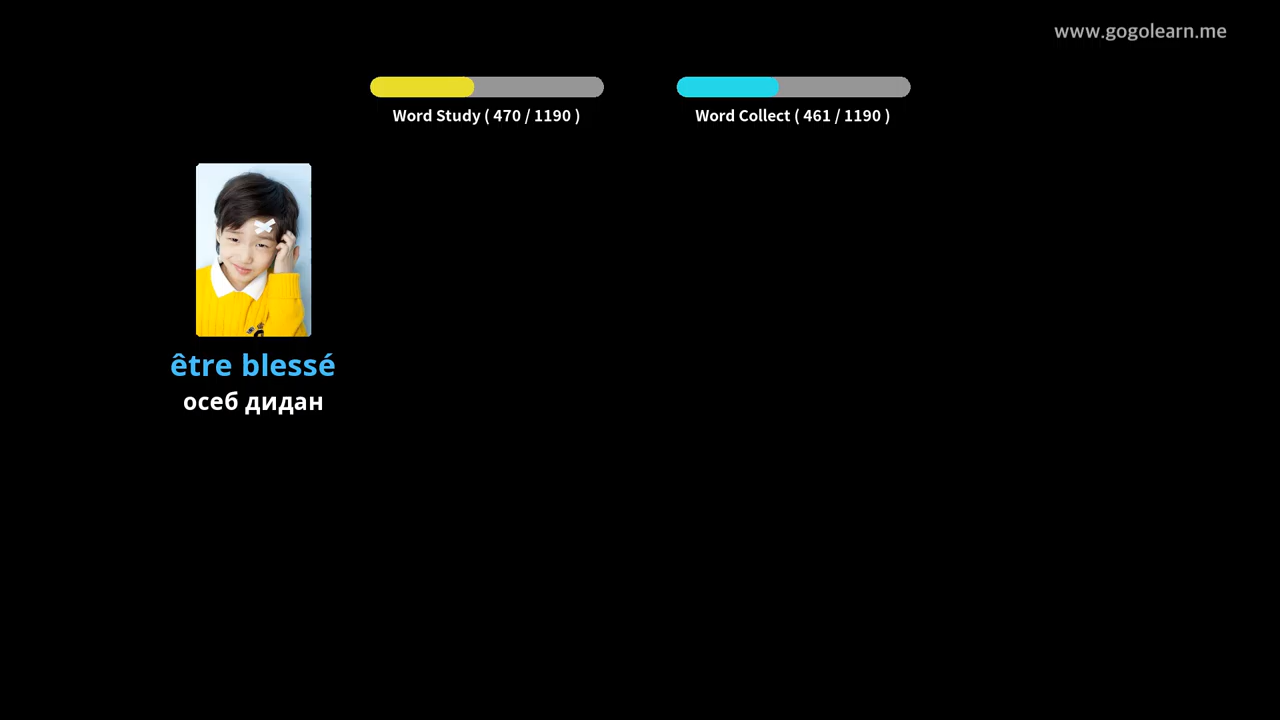 www.gogolearn.me
Word Study ( 470 / 1190 )
Word Collect ( 461 / 1190 )
être blessé
осеб дидан